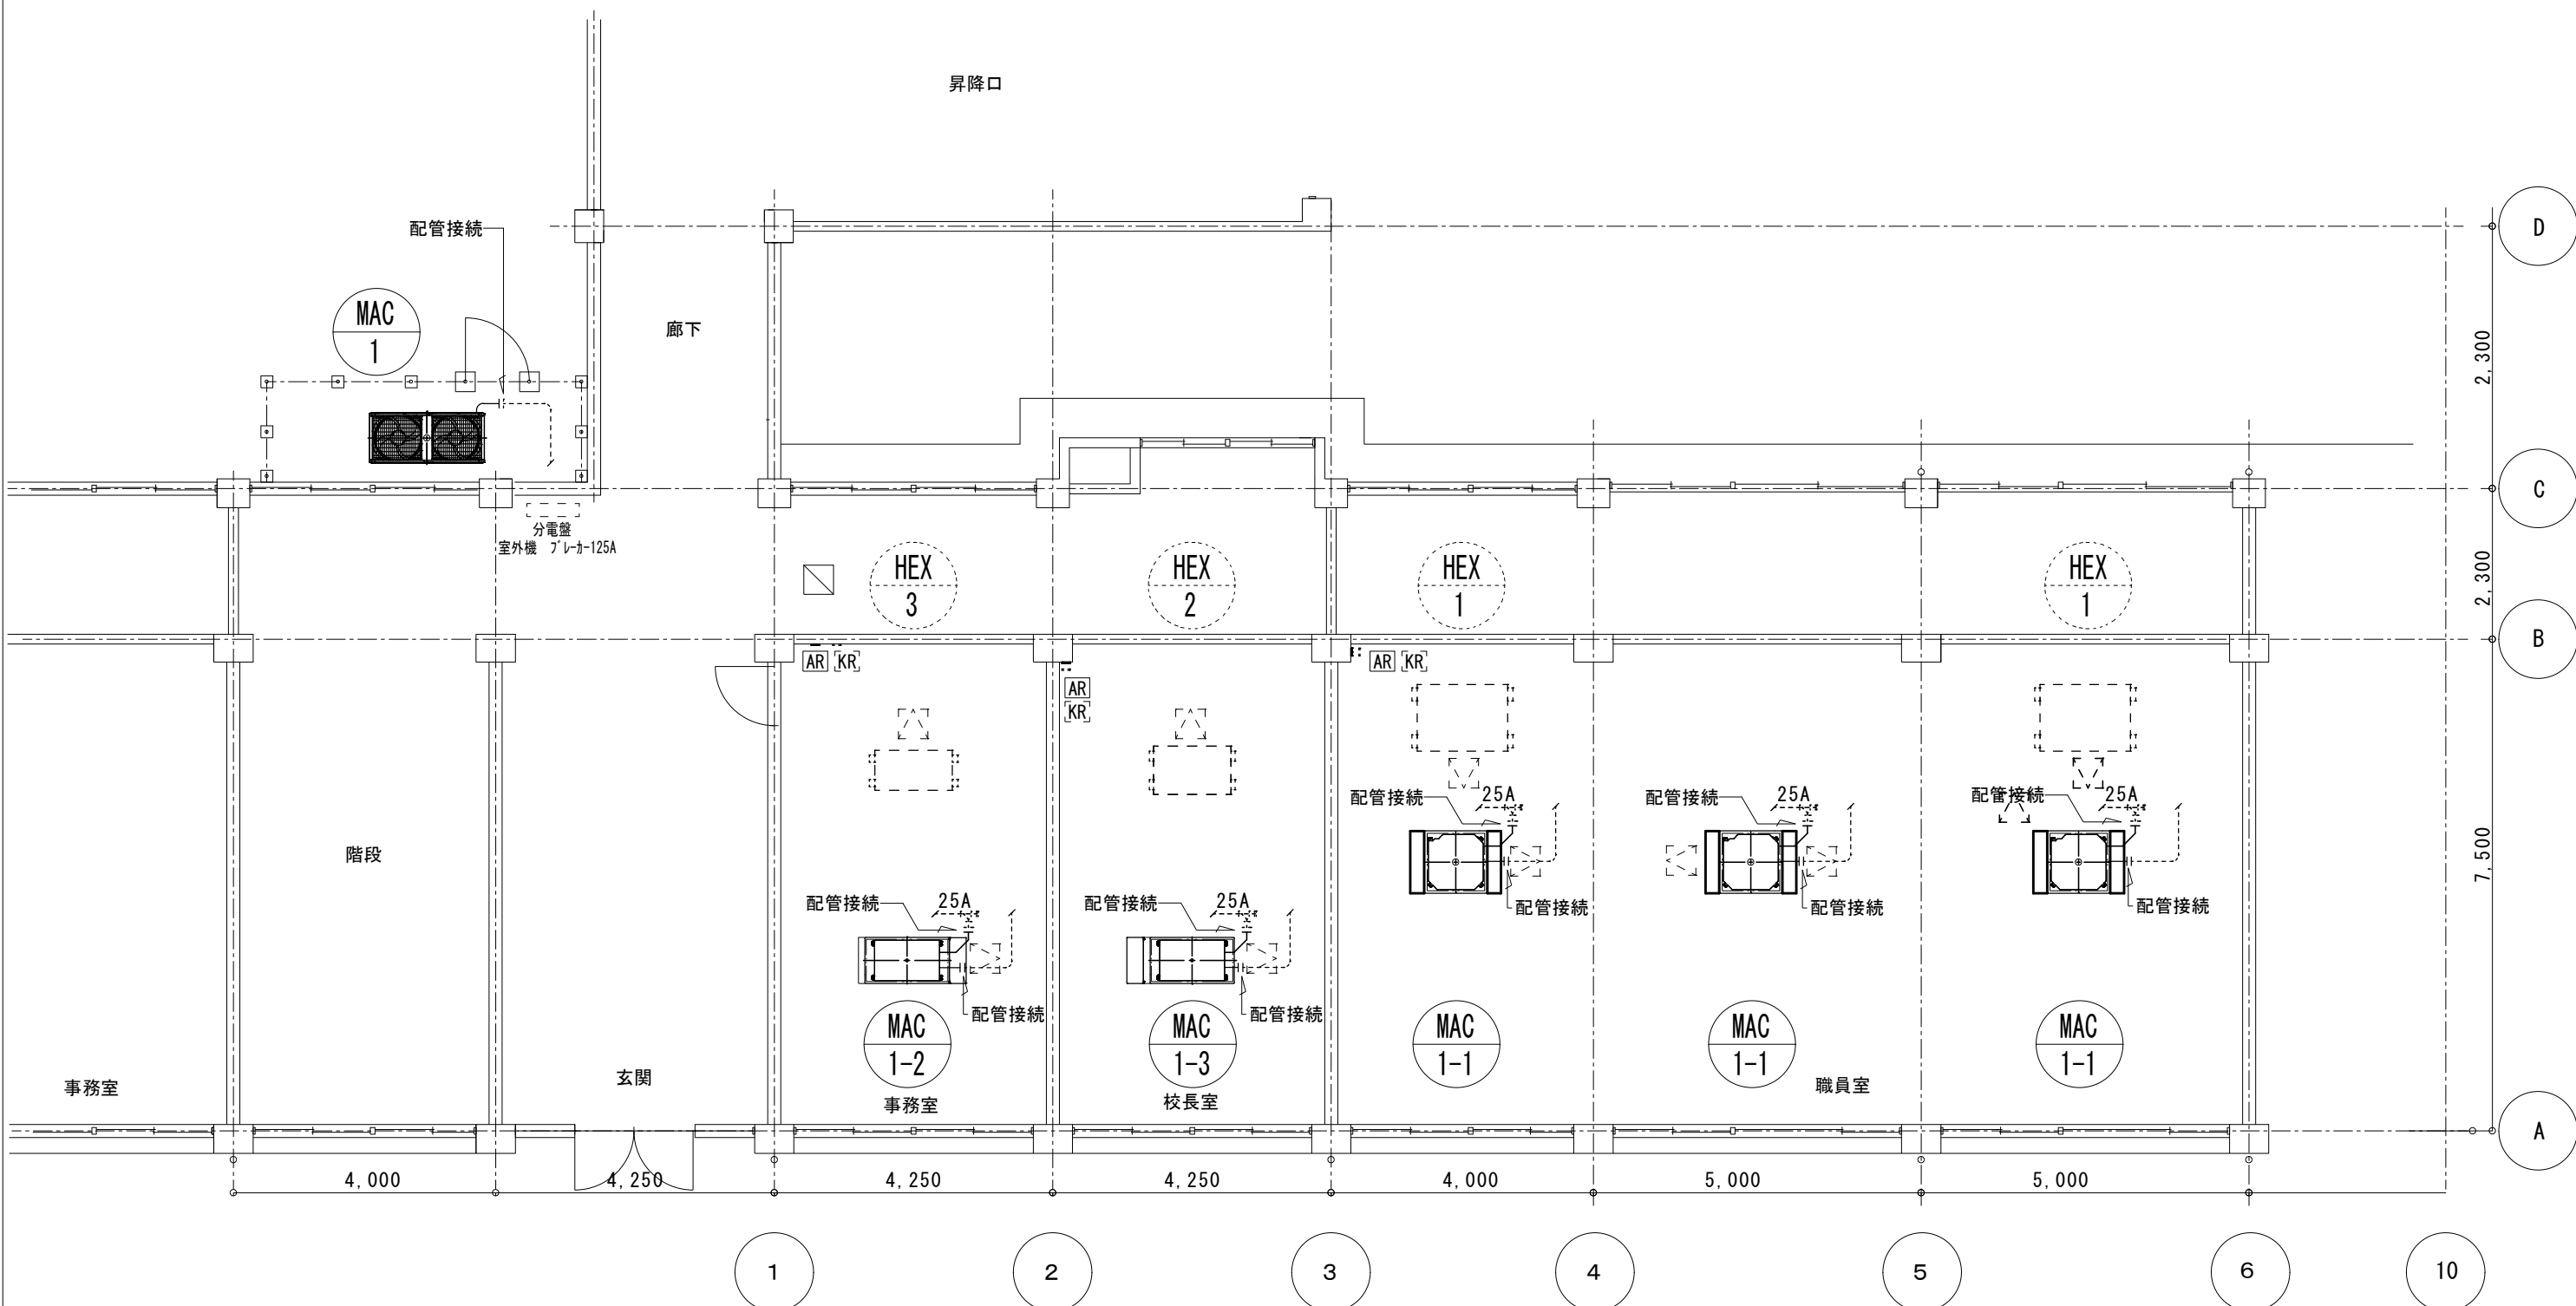 昇降口
D
配管接続
MAC
1
廊下
2,300
C
分電盤
室外機 ブレーカー125A
HEX
3
HEX
2
HEX
1
HEX
1
2,300
B
AR KR
AR
KR
AR KR
配管接続 25A
配管接続 25A
配管接続 25A
階段
7,500
配管接続 25A
配管接続 25A
配管接続
配管接続
配管接続
配管接続
配管接続
MAC
1-2
MAC
1-3
MAC
1-1
MAC
1-1
MAC
1-1
事務室
玄関
事務室
校長室
職員室
A
4,000
4,250
4,250
4,250
4,000
5,000
5,000
1
2
3
4
5
6
10